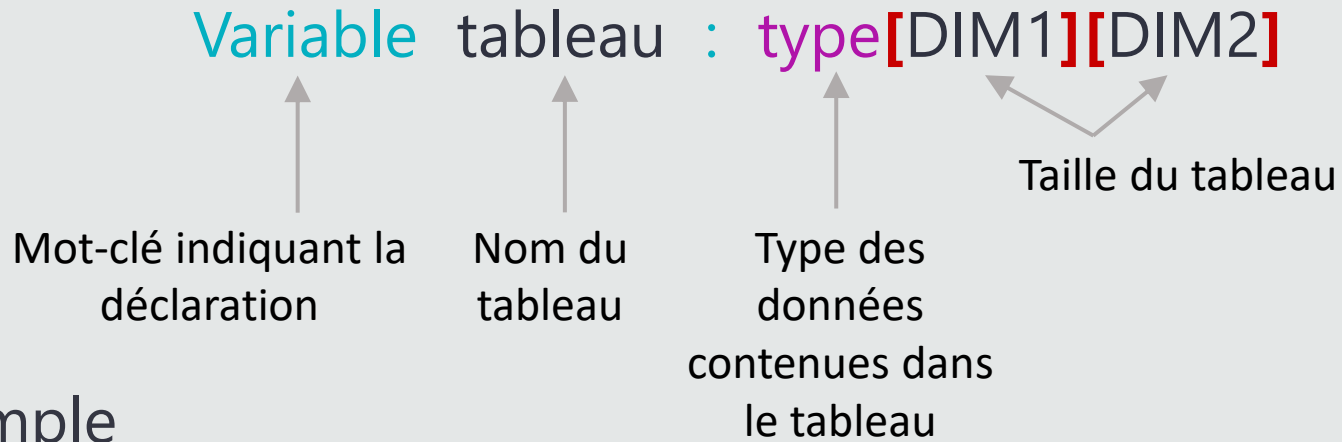 Variable tableau : type[DIM1][DIM2]
Taille du tableau
Mot-clé indiquant la
déclaration
Nom du
tableau
Type des
données
contenues dans
le tableau
mple